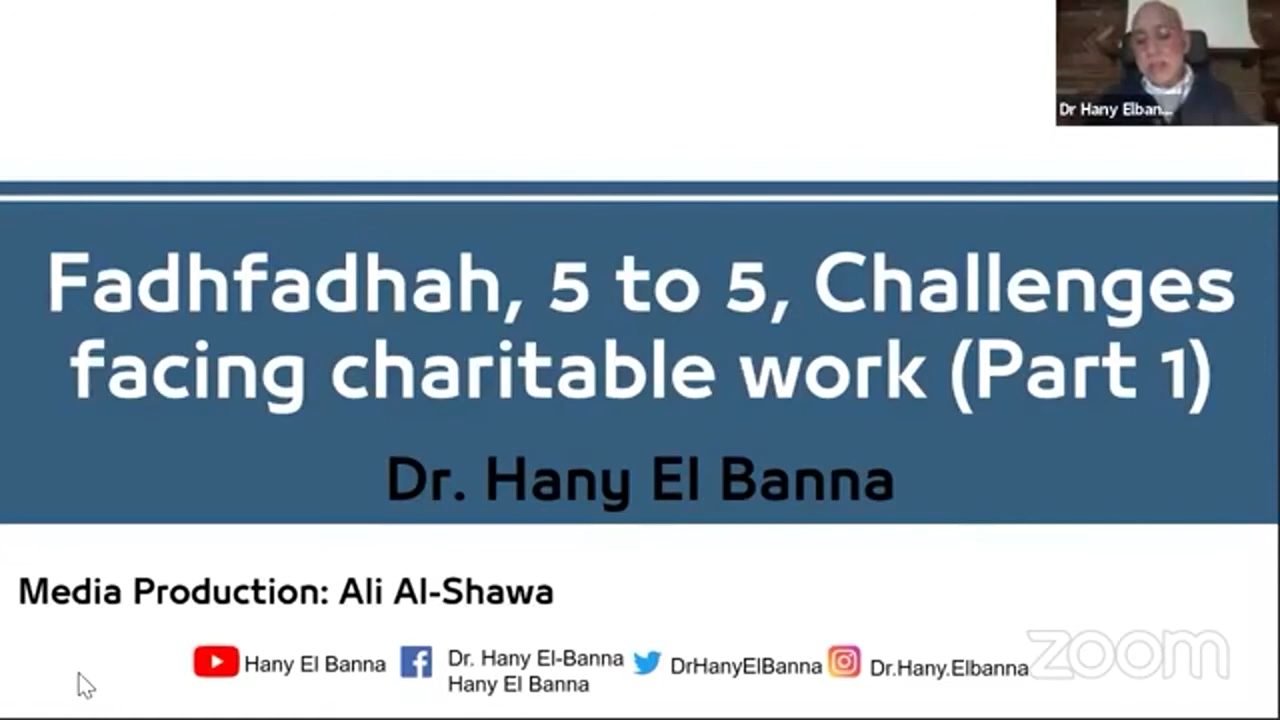 Dr Hany Elban...
Fadhfadhah, 5 to 5, Challenges
facing charitable work (Part 1)
Dr. Hany El Banna
Media Production: Ali Al-Shawa
Hany El Banna
Dr. Hany El-Banna
Hany El Banna
DrHanyElBanna
Dr.Hany.Elbanna
zoom